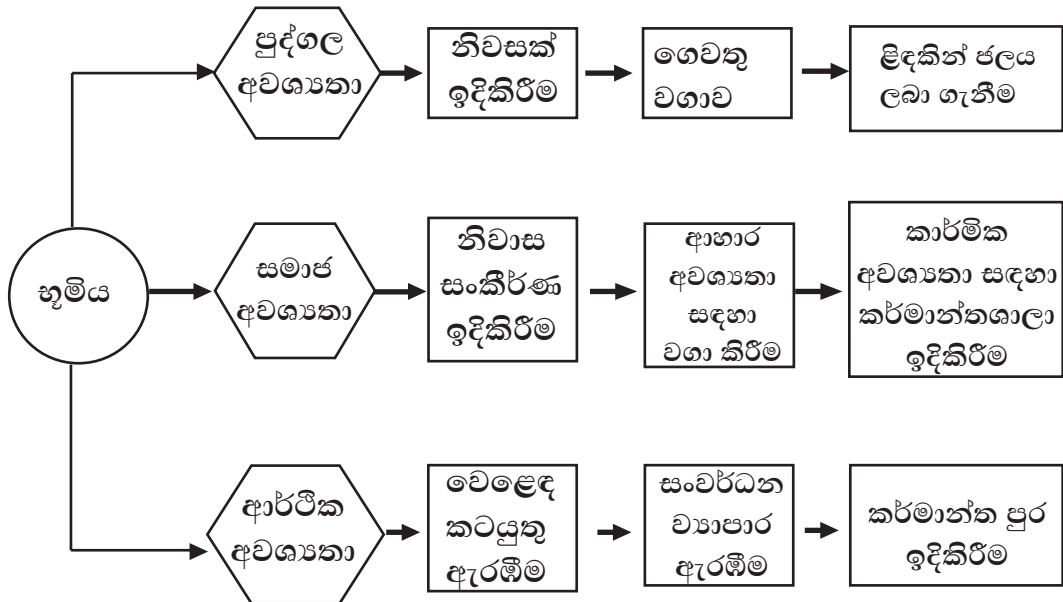 පුද්ගල
අවශ්‍යතා
නිවසක්
ඉදිකිරීම
ගෙවතු
වගාව
ළිඳකින් ජලය
ලබා ගැනීම
භූමිය
සමාජ
අවශ්‍යතා
නිවාස
සංකීර්ණ
ඉදිකිරීම
ආහාර
අවශ්‍යතා
සඳහා
වගා කිරීම
කාර්මික
අවශ්‍යතා සඳහා
කර්මාන්තශාලා
ඉදිකිරීම
ආර්ථික
අවශ්‍යතා
වෙළෙඳ
කටයුතු
ඇරඹීම
සංවර්ධන
ව්‍යාපාර
ඇරඹීම
කර්මාන්ත පුර
ඉදිකිරීම